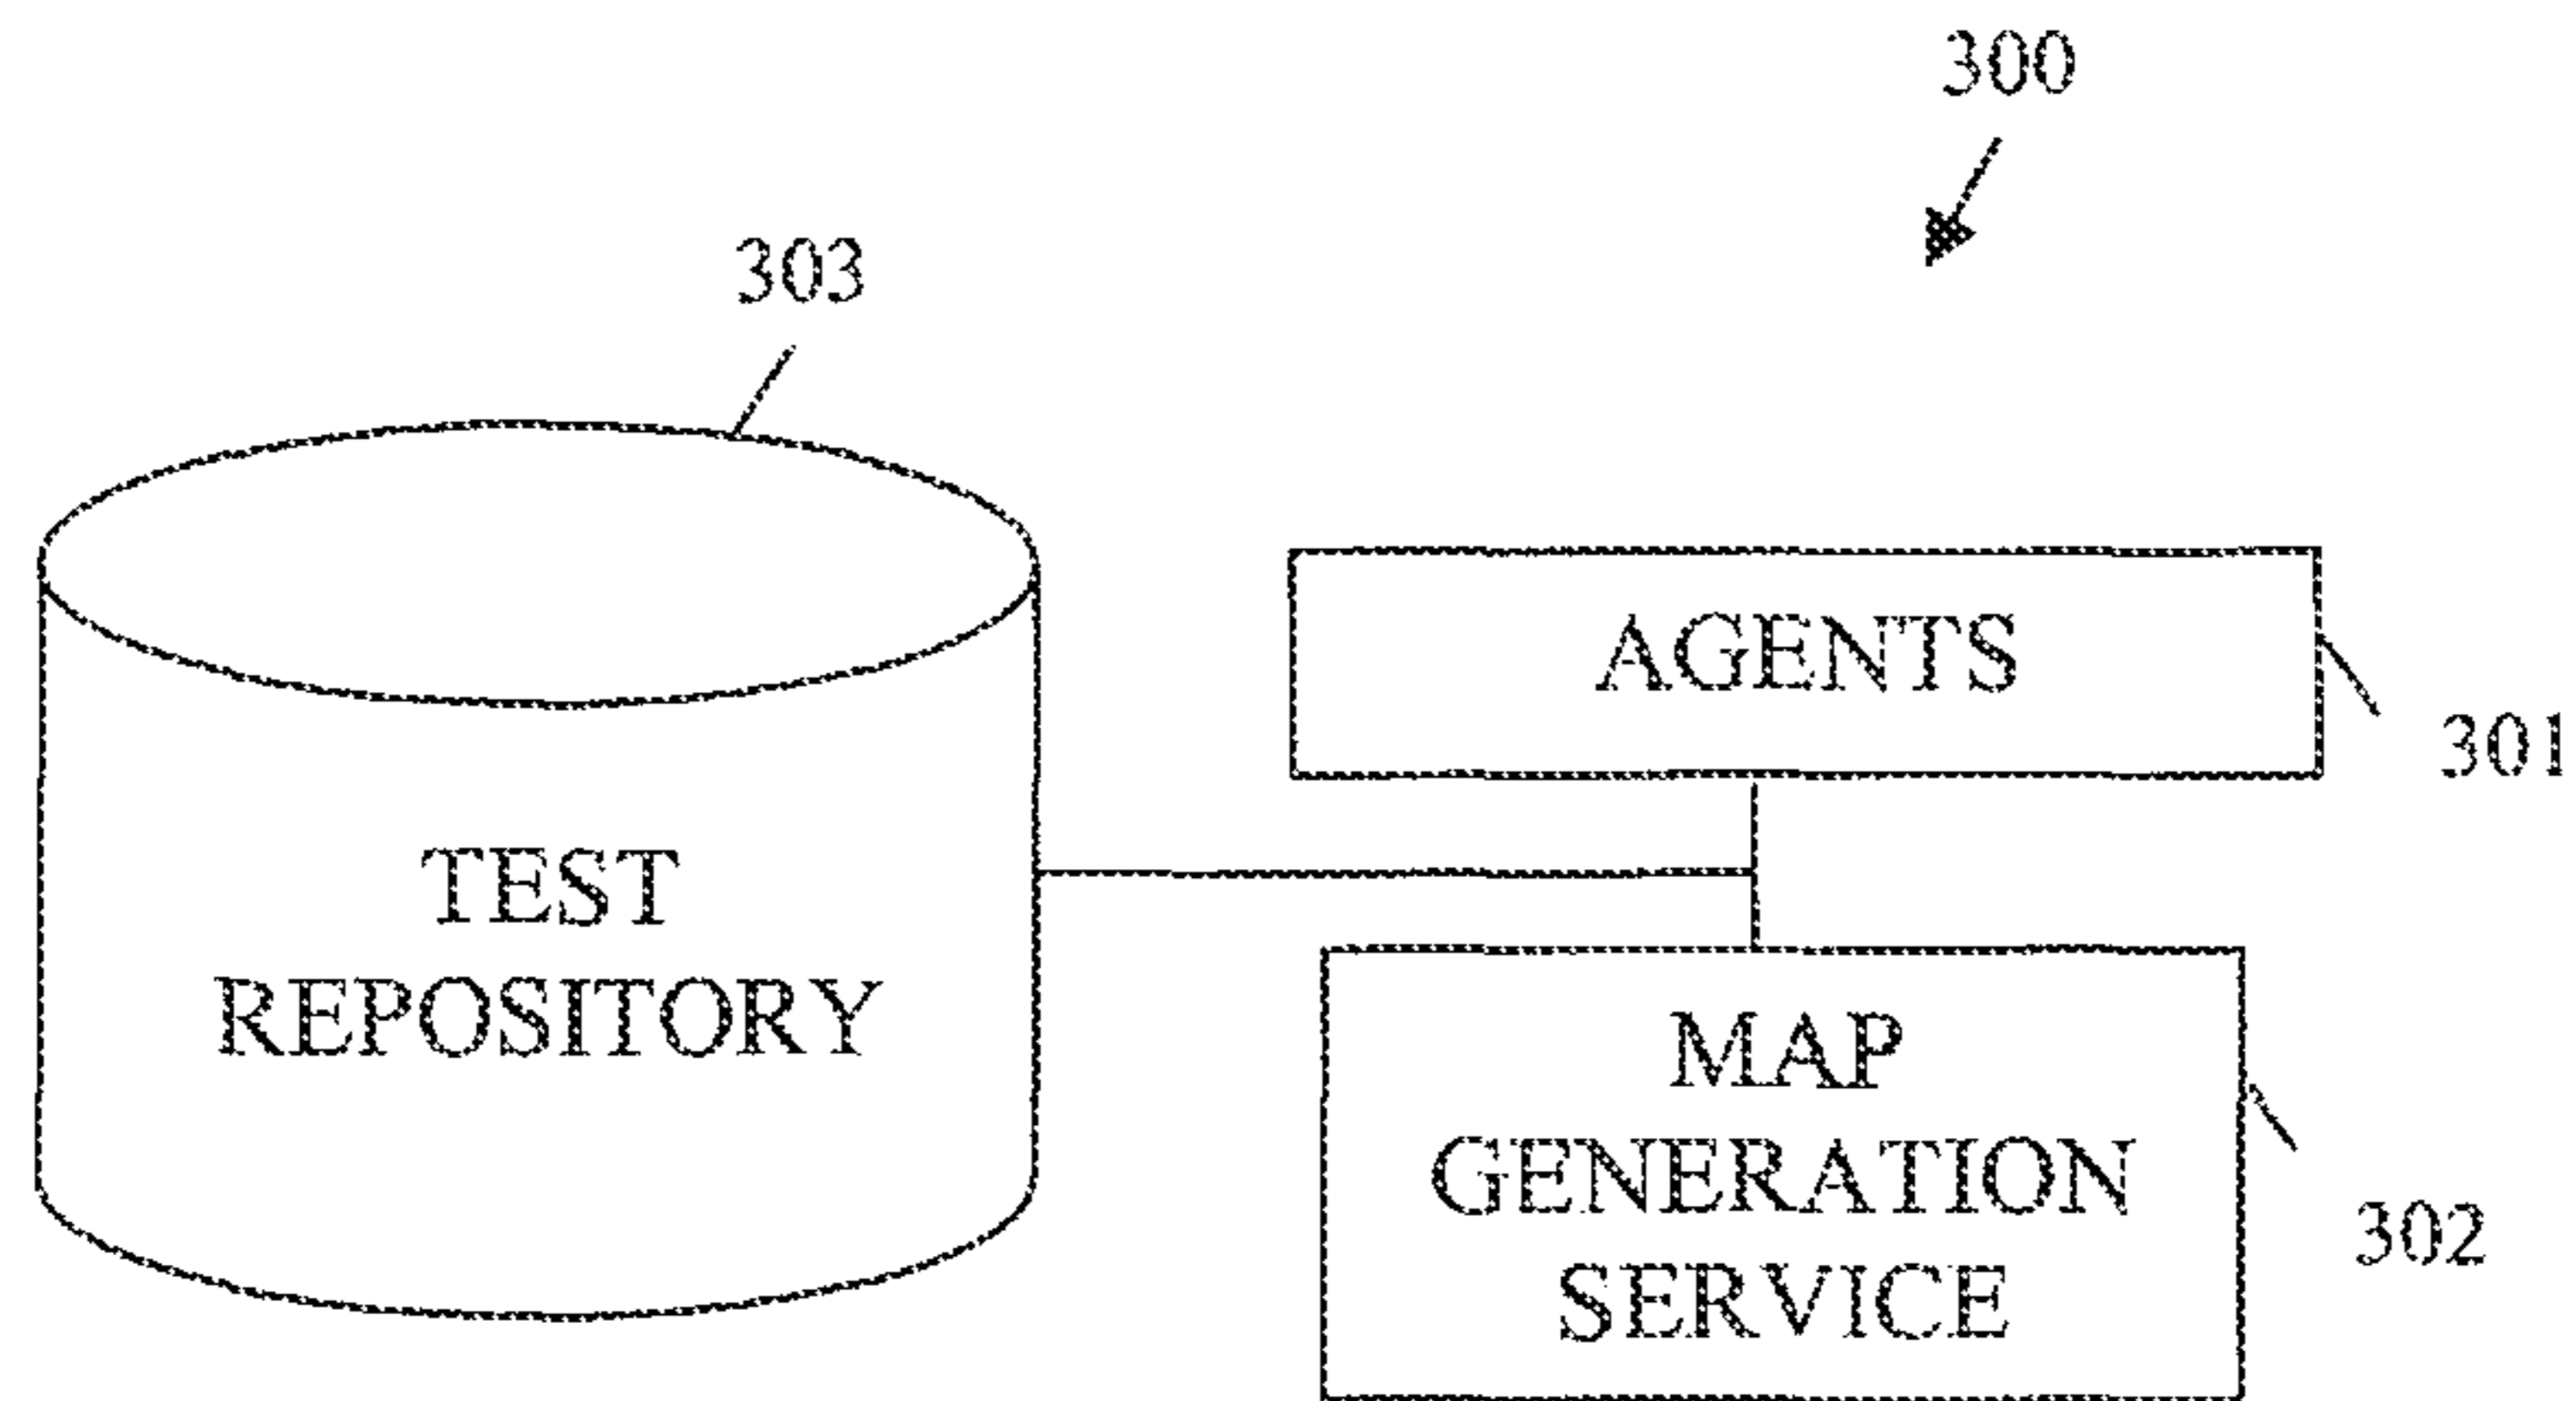 300
303
AGENTS
301
TEST
REPOSITORY
MAP
GENERATION
SERVICE
302